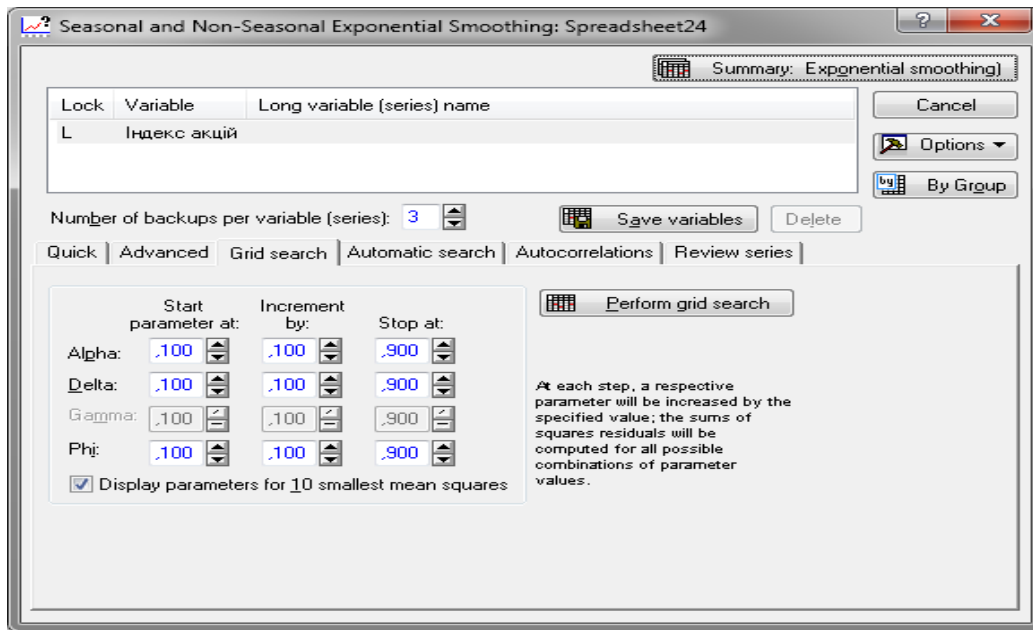 Seasonal and Non-Seasonal Exponential Smoothing: Spreadsheet24
Summary: Exponential smoothing)
Lock Variable Long variable (series) name
L Індекс акцій
Cancel
Options
By Group
Number of backups per variable (series): 3
Save variables
Delete
Quick Advanced Grid search Automatic search Autocorrelations Review series
Start parameter at: Increment by: Stop at:
Alpha: ,100 ,100 ,900
Delta: ,100 ,100 ,900
Gamma: ,100 ,100 ,900
Phi: ,100 ,100 ,900
Display parameters for 10 smallest mean squares
Perform grid search
At each step, a respective
parameter will be increased by the
specified value; the sums of
squares residuals will be
computed for all possible
combinations of parameter
values.